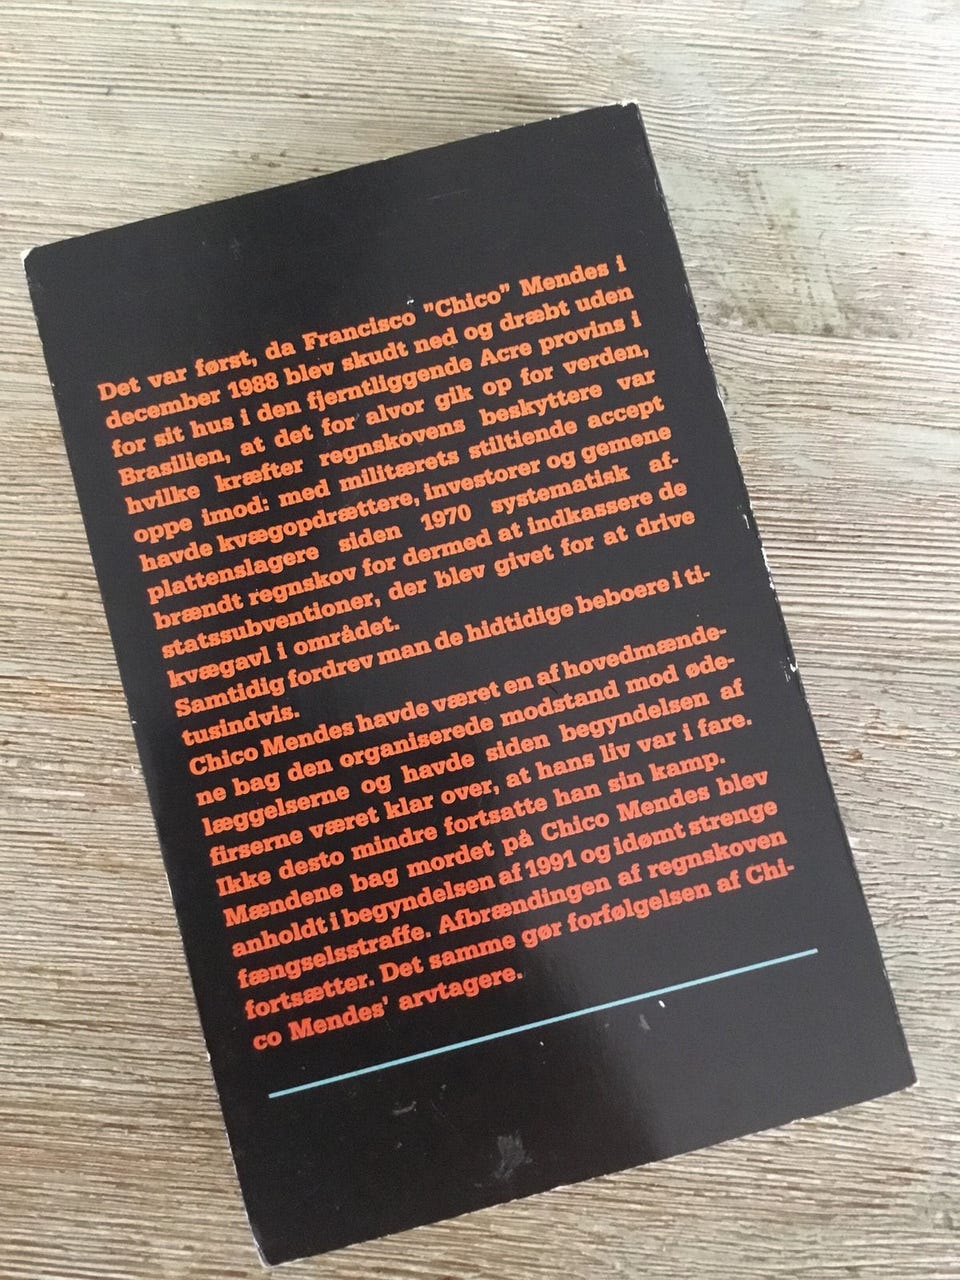 Det var først, da Francisco ”Chico” Mendes i
december 1988 blev skudt ned og dræbt uden
for sit hus i den fjerntliggende Acre provins i
Brasilien, at det for alvor gik op for verden,
hvilke kræfter regnskovens beskyttere var
oppe imod: med militærets stiltiende accept
havde kvægopdrættere, investorer og gemene
plattenslagere siden 1970 systematisk af-
brændt regnskov for dermed at indkassere de
statssubventioner, der blev givet for at drive
kvægavl i området.
Samtidig fordrev man de hidtidige beboere i ti-
tusindvis.
Chico Mendes havde været en af hovedmænde-
ne bag den organiserede modstand mod øde-
læggelserne og havde siden begyndelsen af
firserne været klar over, at hans liv var i fare.
Ikke desto mindre fortsatte han sin kamp.
Mændene bag mordet på Chico Mendes blev
anholdt i begyndelsen af 1991 og idømt strenge
fængselsstraffe. Afbrændingen af regnskoven
fortsætter. Det samme gør forfølgelsen af Chi-
co Mendes’ arvtagere.